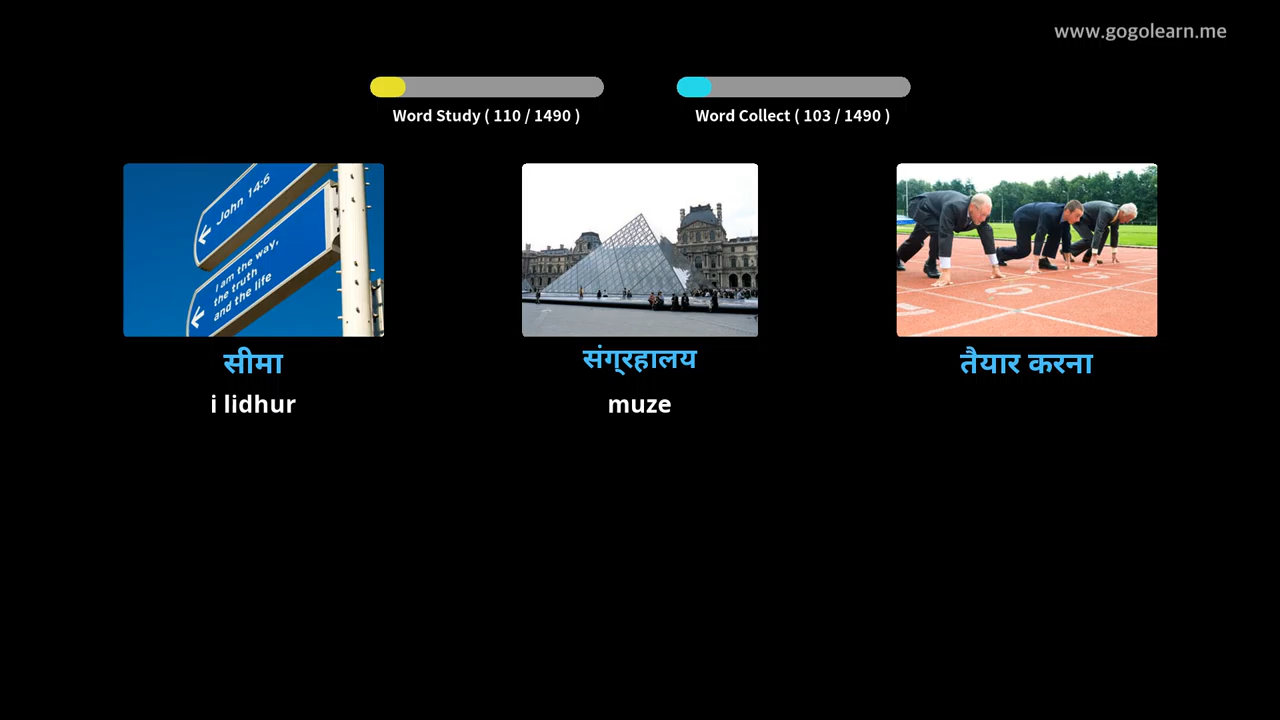 www.gogolearn.me
Word Study ( 110 / 1490 )
Word Collect ( 103 / 1490 )
John 14:6
I am the way,
the truth
and the life
सीमा
संग्रहालय
तैयार करना
i lidhur
muze